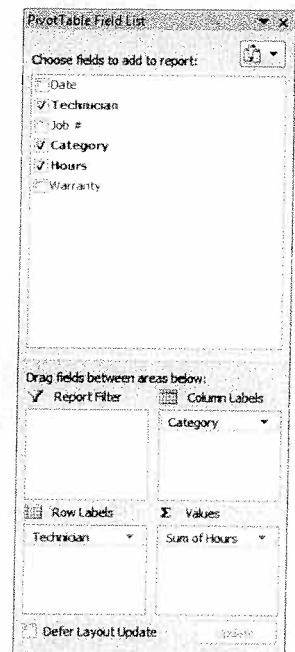 PivotTable Field List
Choose fields to add to report:
Date
Technician
Job #
Category
Hours
Warranty
Drag fields between areas below:
Report Filter
Column Labels
Category
Row Labels
Σ Values
Technician
Sum of Hours
Defer Layout Update
Update